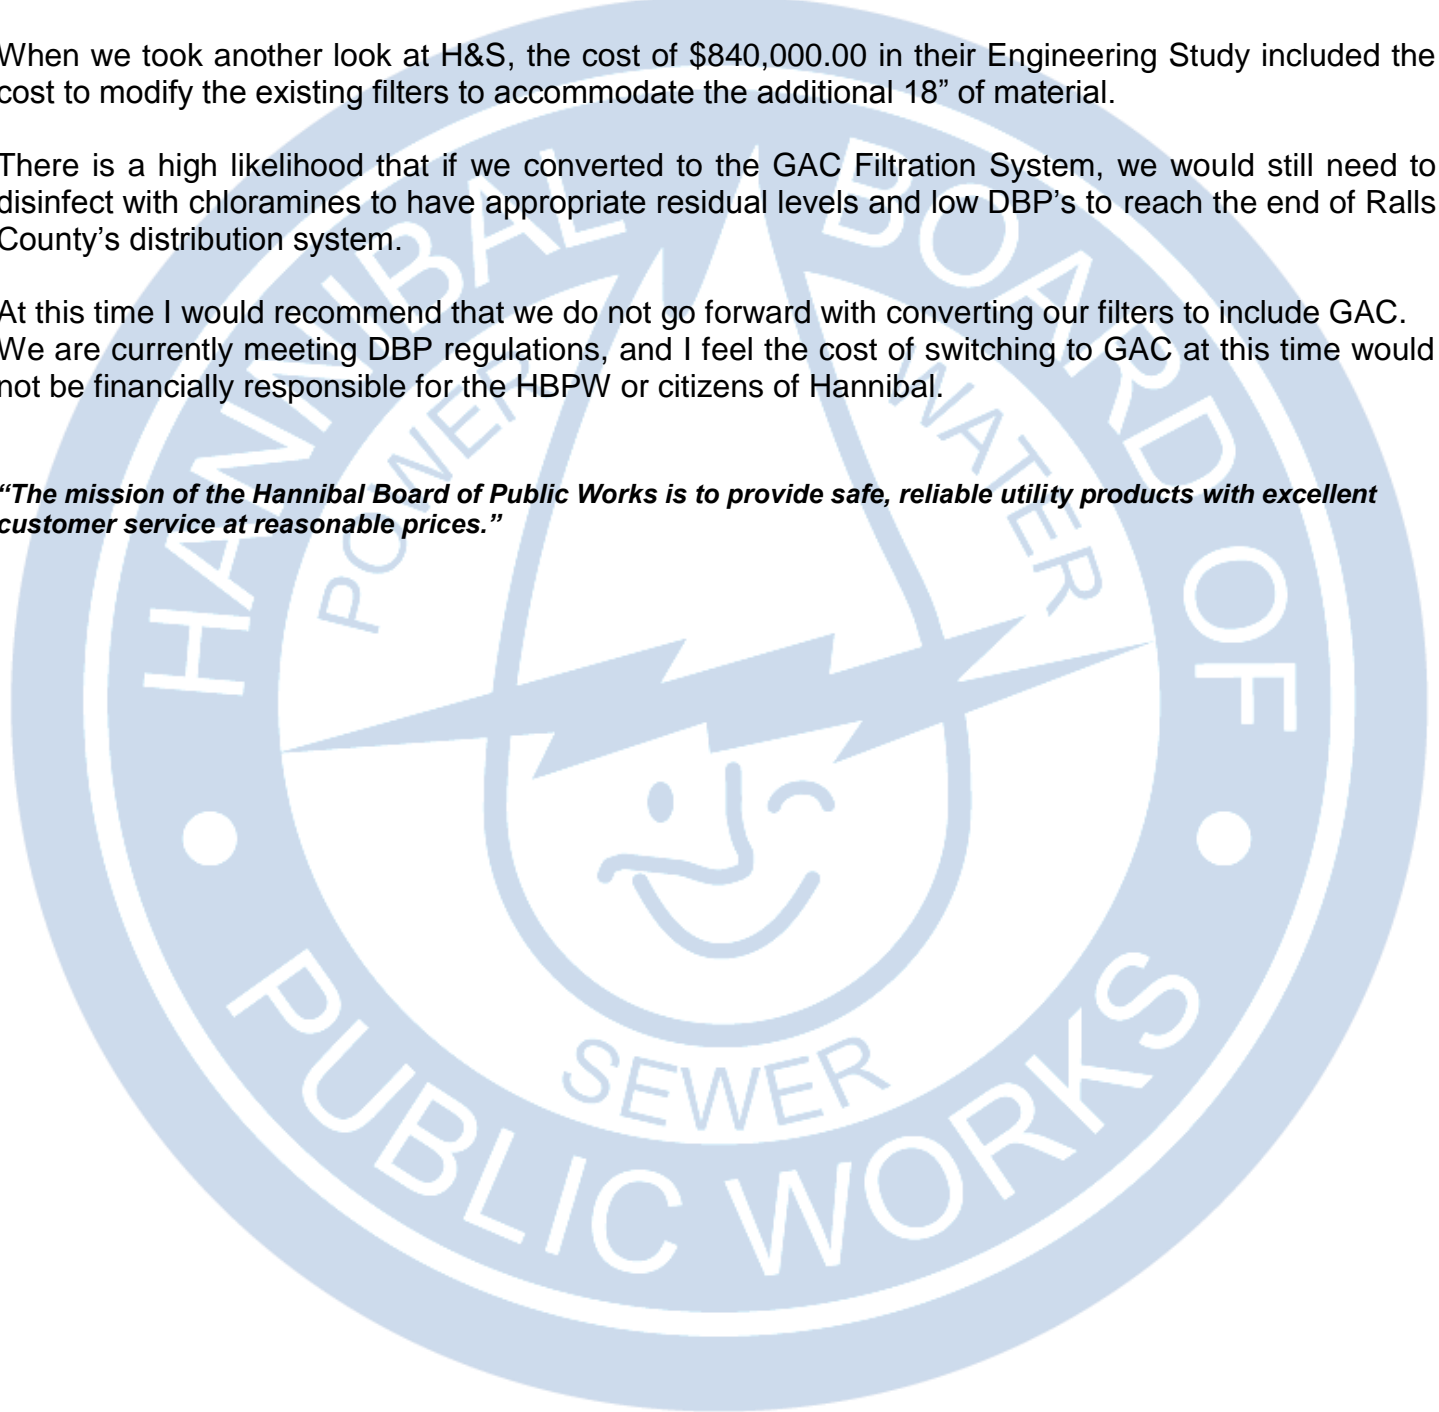 When we took another look at H&S, the cost of $840,000.00 in their Engineering Study included the
cost to modify the existing filters to accommodate the additional 18” of material.
There is a high likelihood that if we converted to the GAC Filtration System, we would still need to
disinfect with chloramines to have appropriate residual levels and low DBP’s to reach the end of Ralls
County’s distribution system.
At this time I would recommend that we do not go forward with converting our filters to include GAC.
We are currently meeting DBP regulations, and I feel the cost of switching to GAC at this time would
not be financially responsible for the HBPW or citizens of Hannibal.
“The mission of the Hannibal Board of Public Works is to provide safe, reliable utility products with excellent
customer service at reasonable prices.”
HANNIBAL BOARD OF
POWER
WATER
SEWER
PUBLIC WORKS